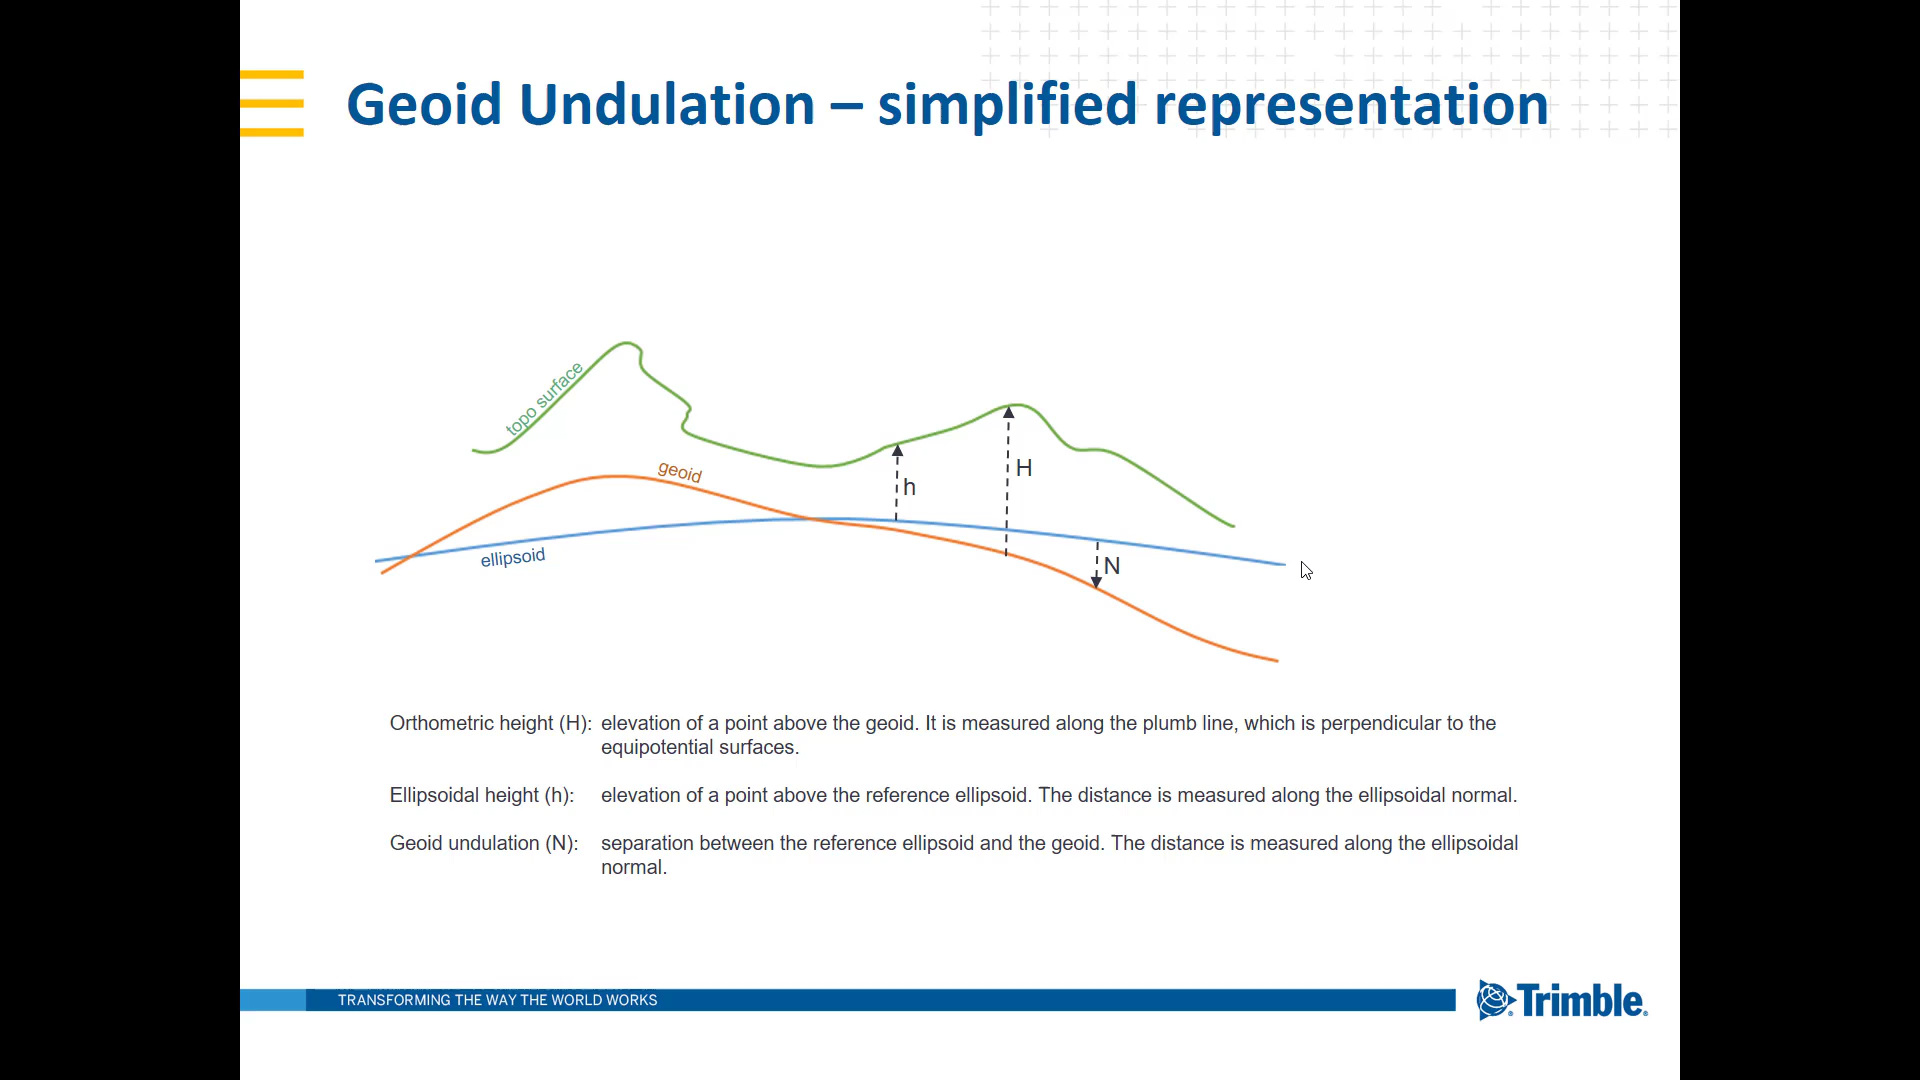 Geoid Undulation – simplified representation
topo surface
geoid
ellipsoid
h
H
N
Orthometric height (H): elevation of a point above the geoid. It is measured along the plumb line, which is perpendicular to the
equipotential surfaces.
Ellipsoidal height (h): elevation of a point above the reference ellipsoid. The distance is measured along the ellipsoidal normal.
Geoid undulation (N): separation between the reference ellipsoid and the geoid. The distance is measured along the ellipsoidal
normal.
TRANSFORMING THE WAY THE WORLD WORKS
Trimble